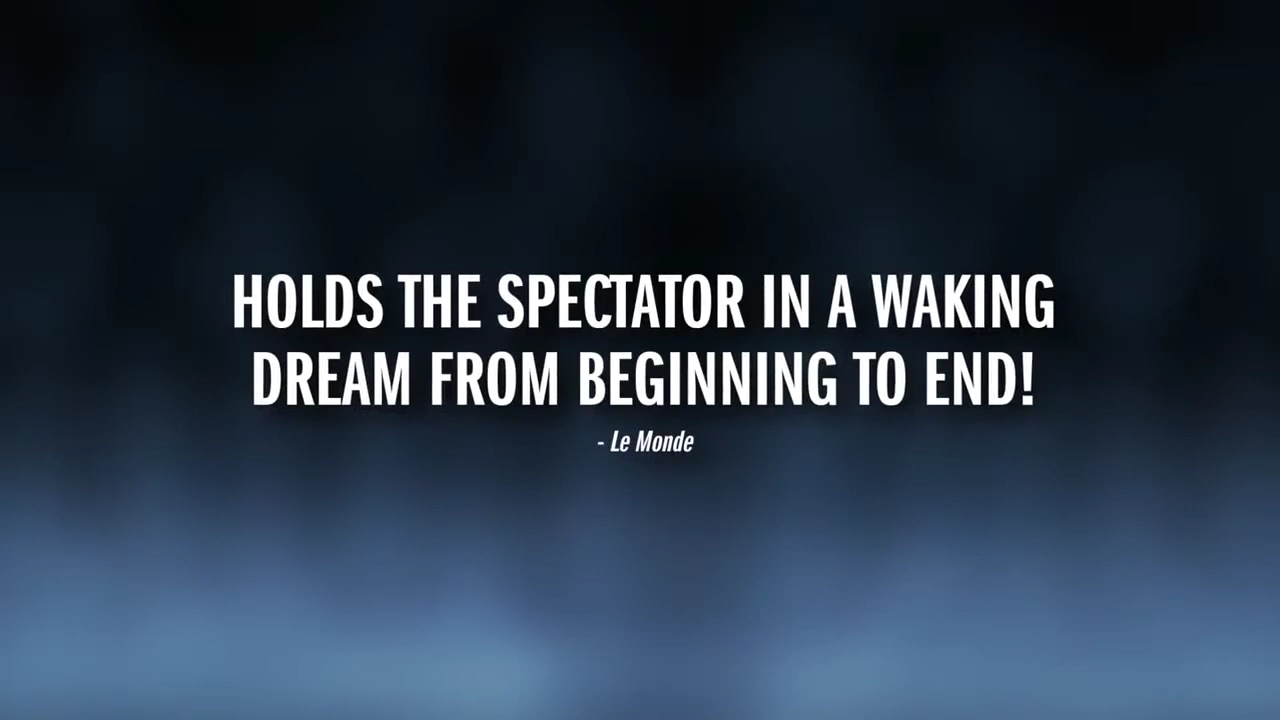 HOLDS THE SPECTATOR IN A WAKING
DREAM FROM BEGINNING TO END!
- Le Monde